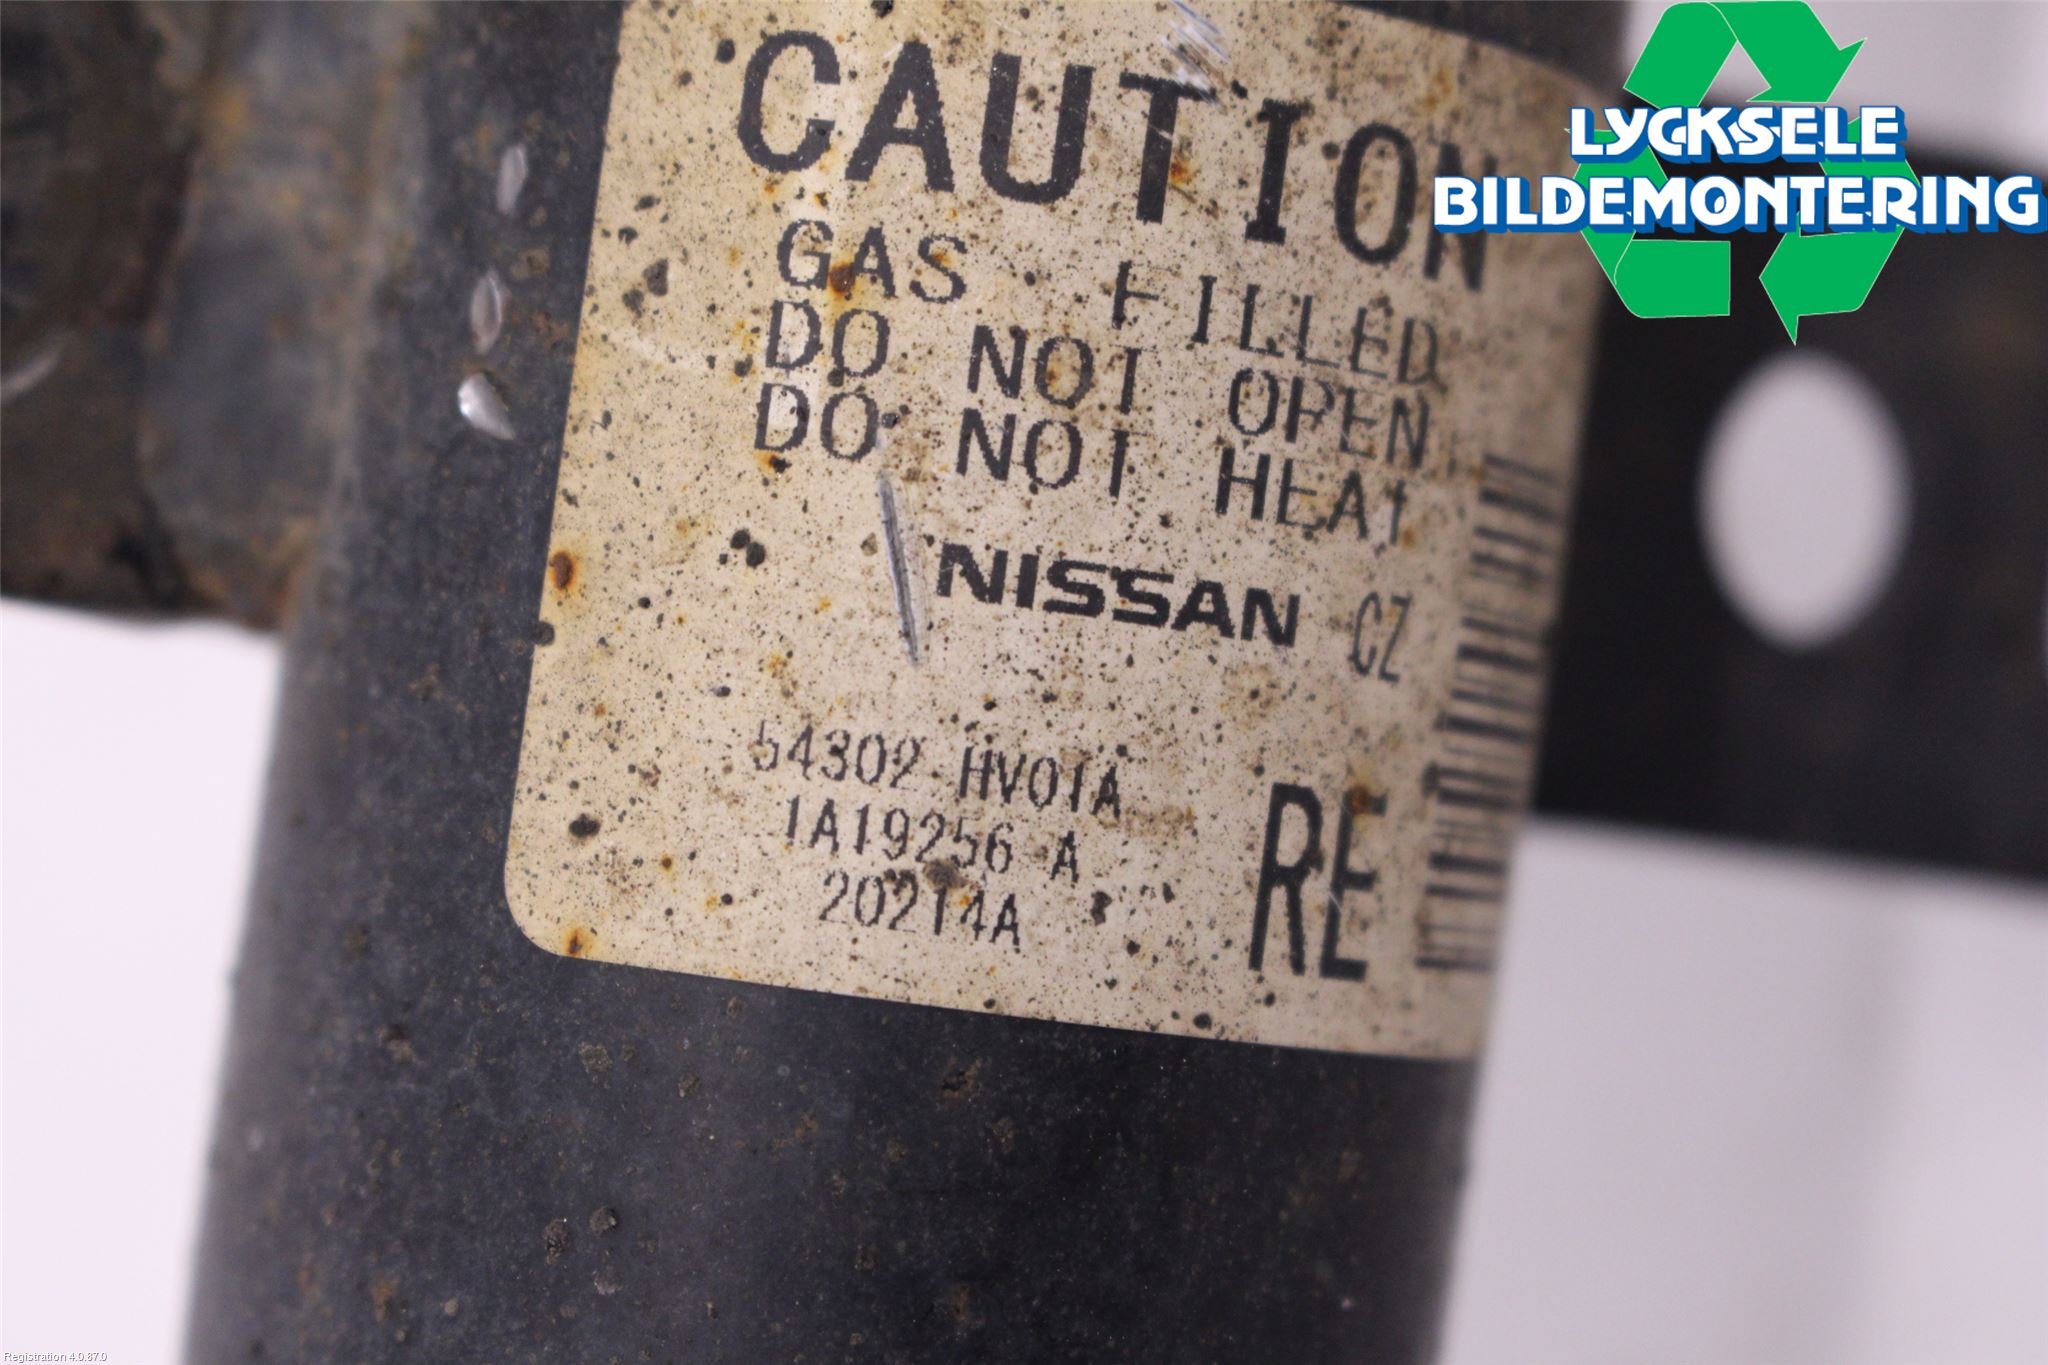 CAUTION
GAS FILLED
DO NOT OPEN
DO NOT HEAT
NISSAN CZ
54302 HV01A
1A19256 A
20214A
RE
LYCKSELE
BILDEMONTERING
Registration 4.0.87.0